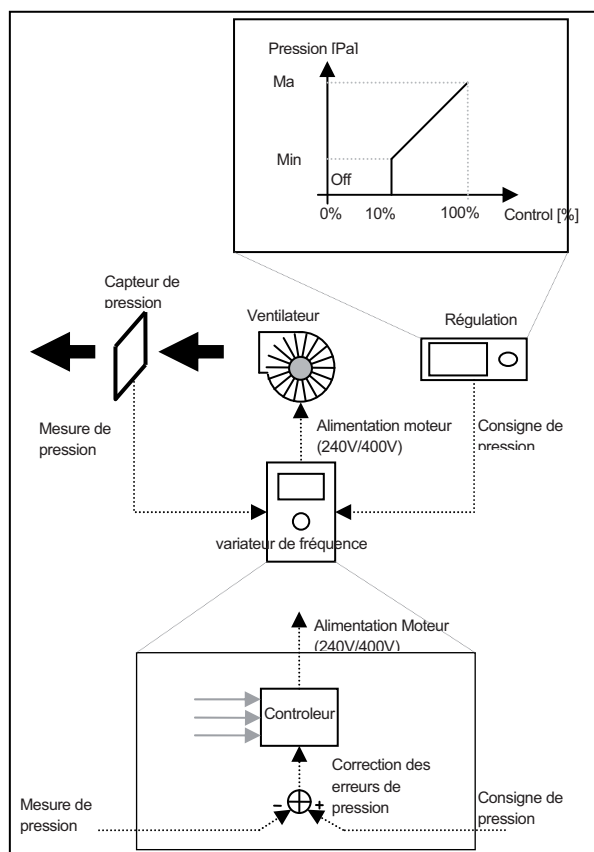 Pression [Pa]
Ma
Min
Off
0%
10%
100%
Control [%]
Capteur de
pression
Ventilateur
Régulation
Mesure de
pression
Alimentation moteur
(240V/400V)
Consigne de
pression
variateur de fréquence
Alimentation Moteur
(240V/400V)
Controleur
Correction des
erreurs de
pression
- +
Mesure de
pression
Consigne de
pression